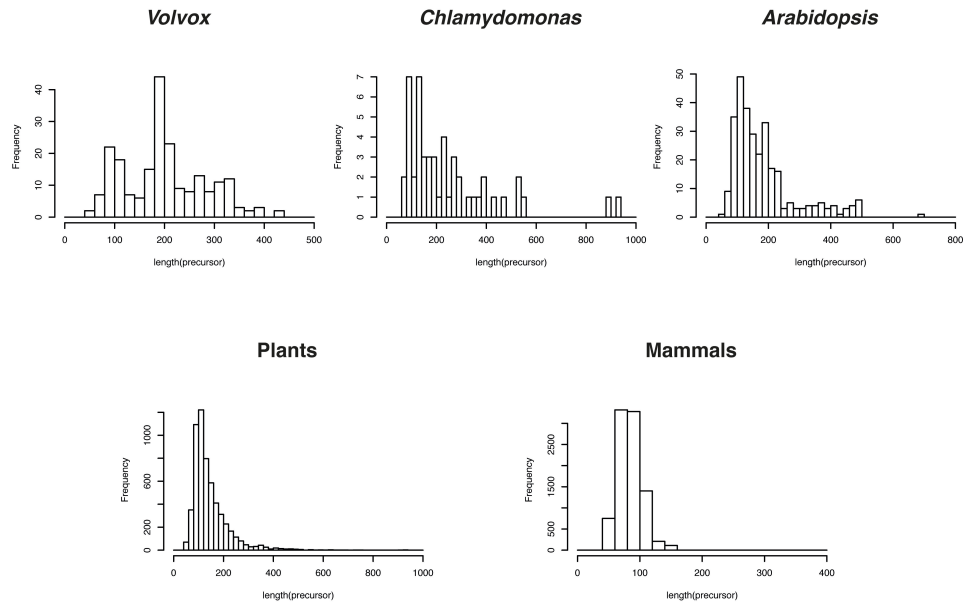 Volvox Chlamydomonas Arabidopsis
Frequency
0 10 20 30 40
0 100 200 300 400 500
length(precursor)
Frequency
0 1 2 3 4 5 6 7
0 200 400 600 800 1000
length(precursor)
Frequency
0 10 20 30 40 50
0 200 400 600 800
length(precursor)
Plants Mammals
Frequency
0 200 600 1000
0 200 400 600 800 1000
length(precursor)
Frequency
0 500 1500 2500
0 100 200 300 400
length(precursor)